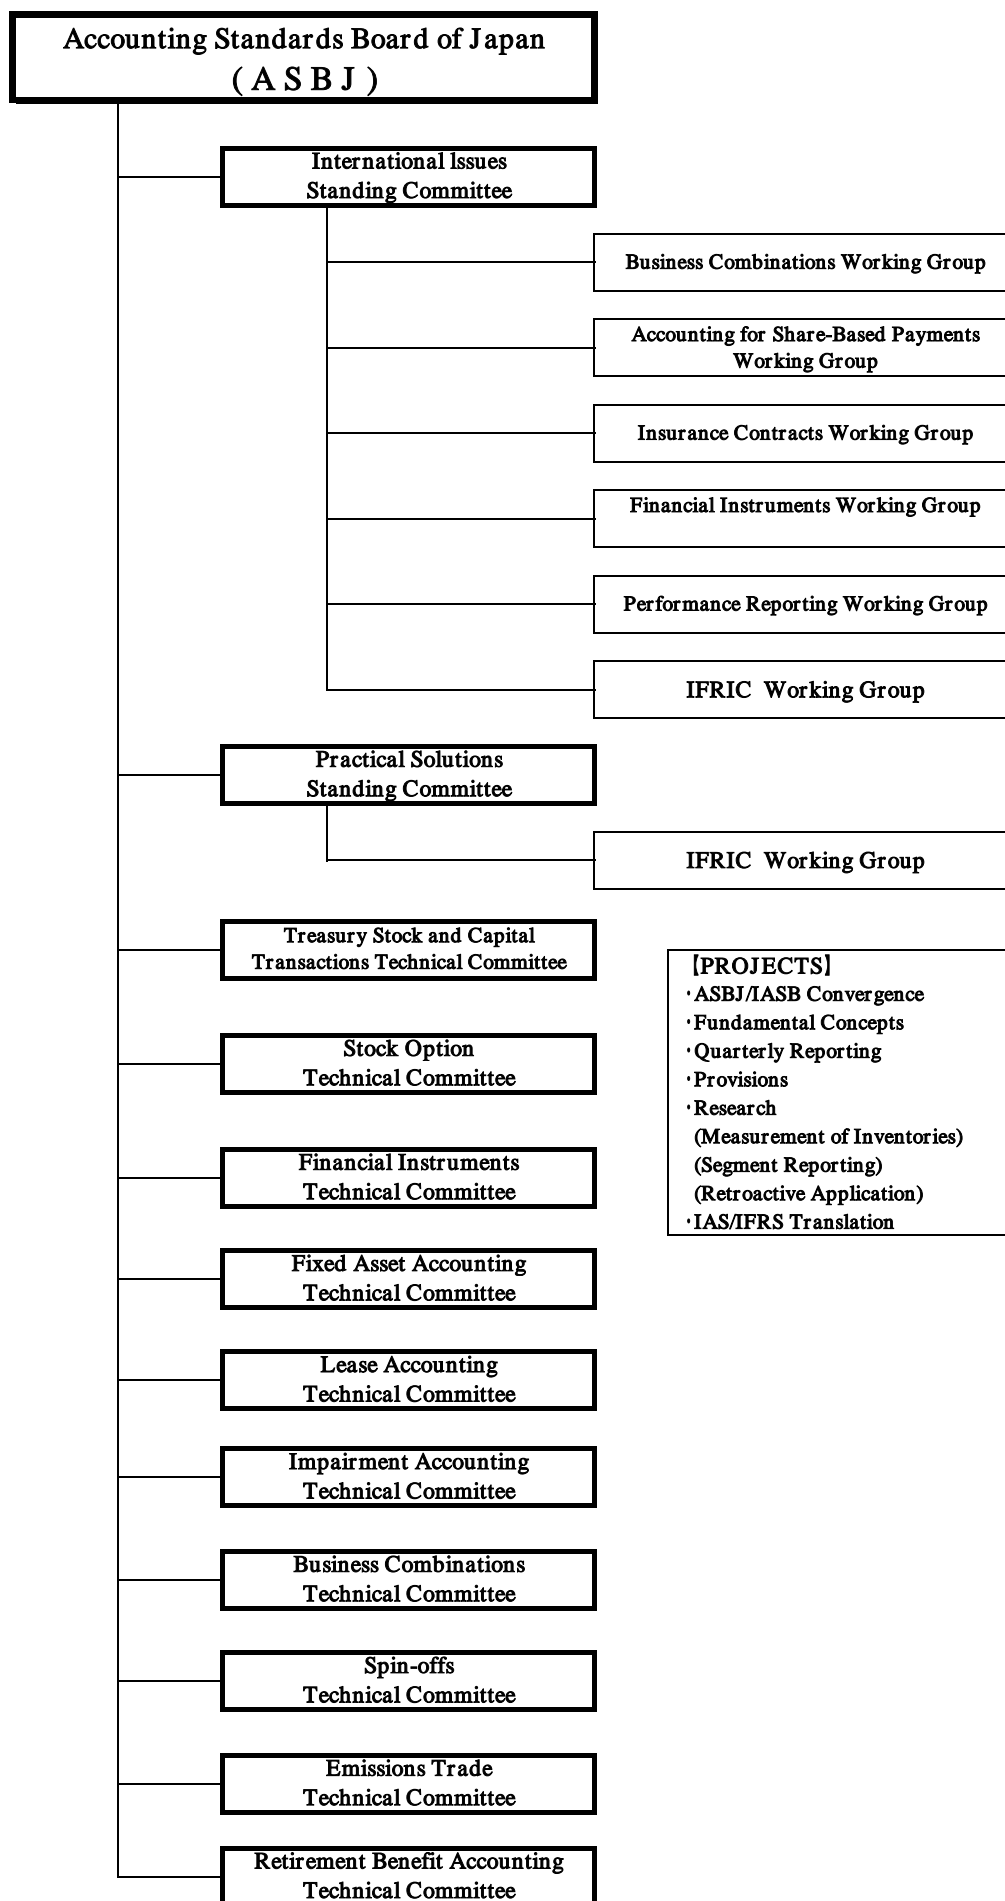 Accounting Standards Board of Japan
( A S B J )
International Issues
Standing Committee
Business Combinations Working Group
Accounting for Share-Based Payments
Working Group
Insurance Contracts Working Group
Financial Instruments Working Group
Performance Reporting Working Group
IFRIC Working Group
Practical Solutions
Standing Committee
IFRIC Working Group
Treasury Stock and Capital
Transactions Technical Committee
【PROJECTS】
・ASBJ/IASB Convergence
・Fundamental Concepts
・Quarterly Reporting
・Provisions
・Research
(Measurement of Inventories)
(Segment Reporting)
(Retroactive Application)
・IAS/IFRS Translation
Stock Option
Technical Committee
Financial Instruments
Technical Committee
Fixed Asset Accounting
Technical Committee
Lease Accounting
Technical Committee
Impairment Accounting
Technical Committee
Business Combinations
Technical Committee
Spin-offs
Technical Committee
Emissions Trade
Technical Committee
Retirement Benefit Accounting
Technical Committee